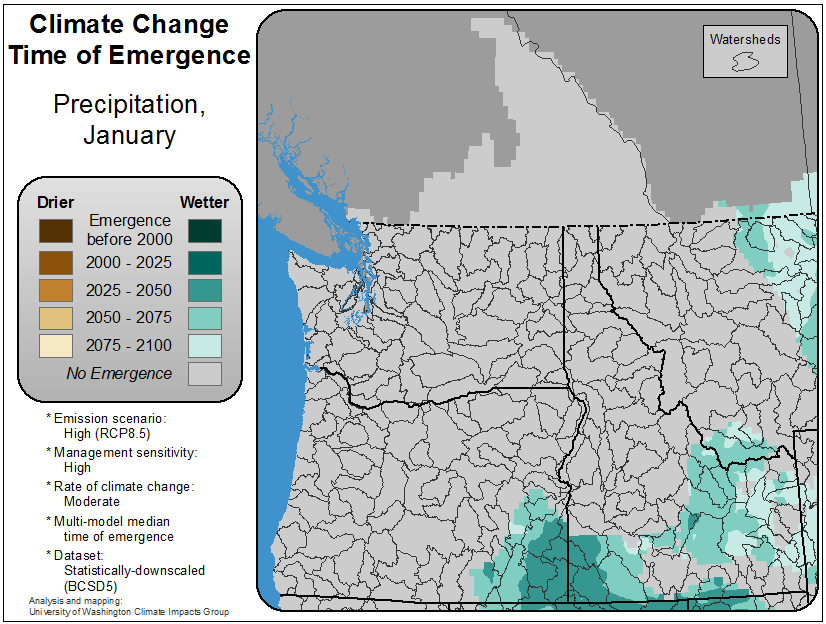 Climate Change
Time of Emergence
Precipitation,
January
Drier
Wetter
Emergence
before 2000
2000 - 2025
2025 - 2050
2050 - 2075
2075 - 2100
No Emergence
* Emission scenario:
High (RCP8.5)
* Management sensitivity:
High
* Rate of climate change:
Moderate
* Multi-model median
time of emergence
* Dataset:
Statistically-downscaled
(BCSD5)
Analysis and mapping:
University of Washington Climate Impacts Group
Watersheds